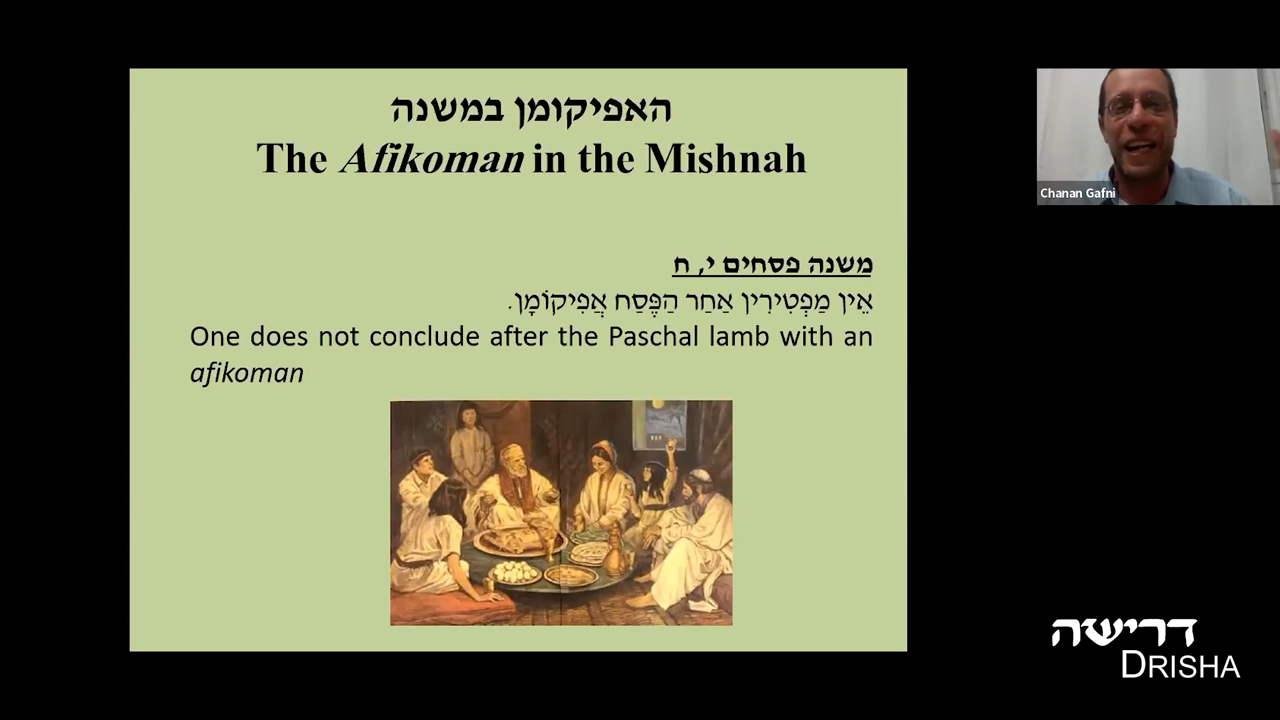 האפיקומן במשנה
The Afikoman in the Mishnah
משנה פסחים י, ח
אֵין מַפְטִירִין אַחַר הַפֶּסַח אֲפִיקוֹמָן.
One does not conclude after the Paschal lamb with an
afikoman
Chanan Gafni
דרישה
DRISHA